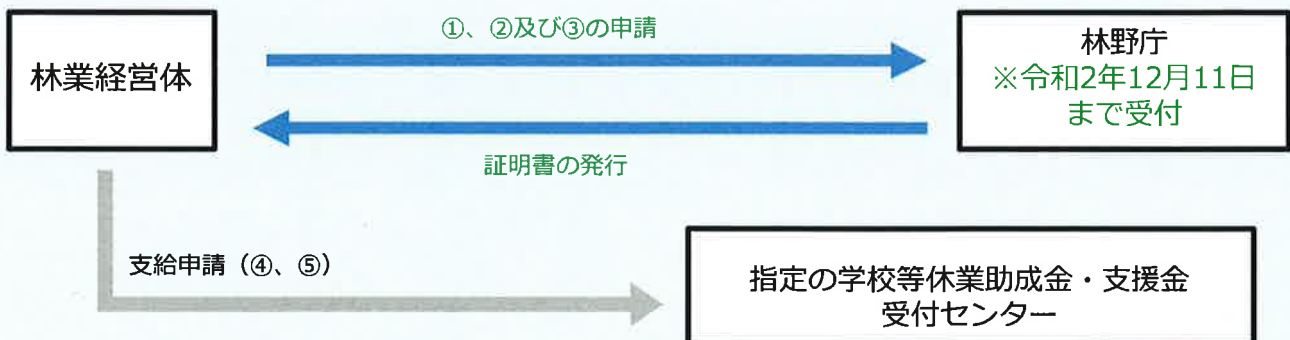 ①、②及び③の申請
林業経営体
林野庁
※令和2年12月11日
まで受付
証明書の発行
支給申請（④、⑤）
指定の学校等休業助成金・支援金
受付センター